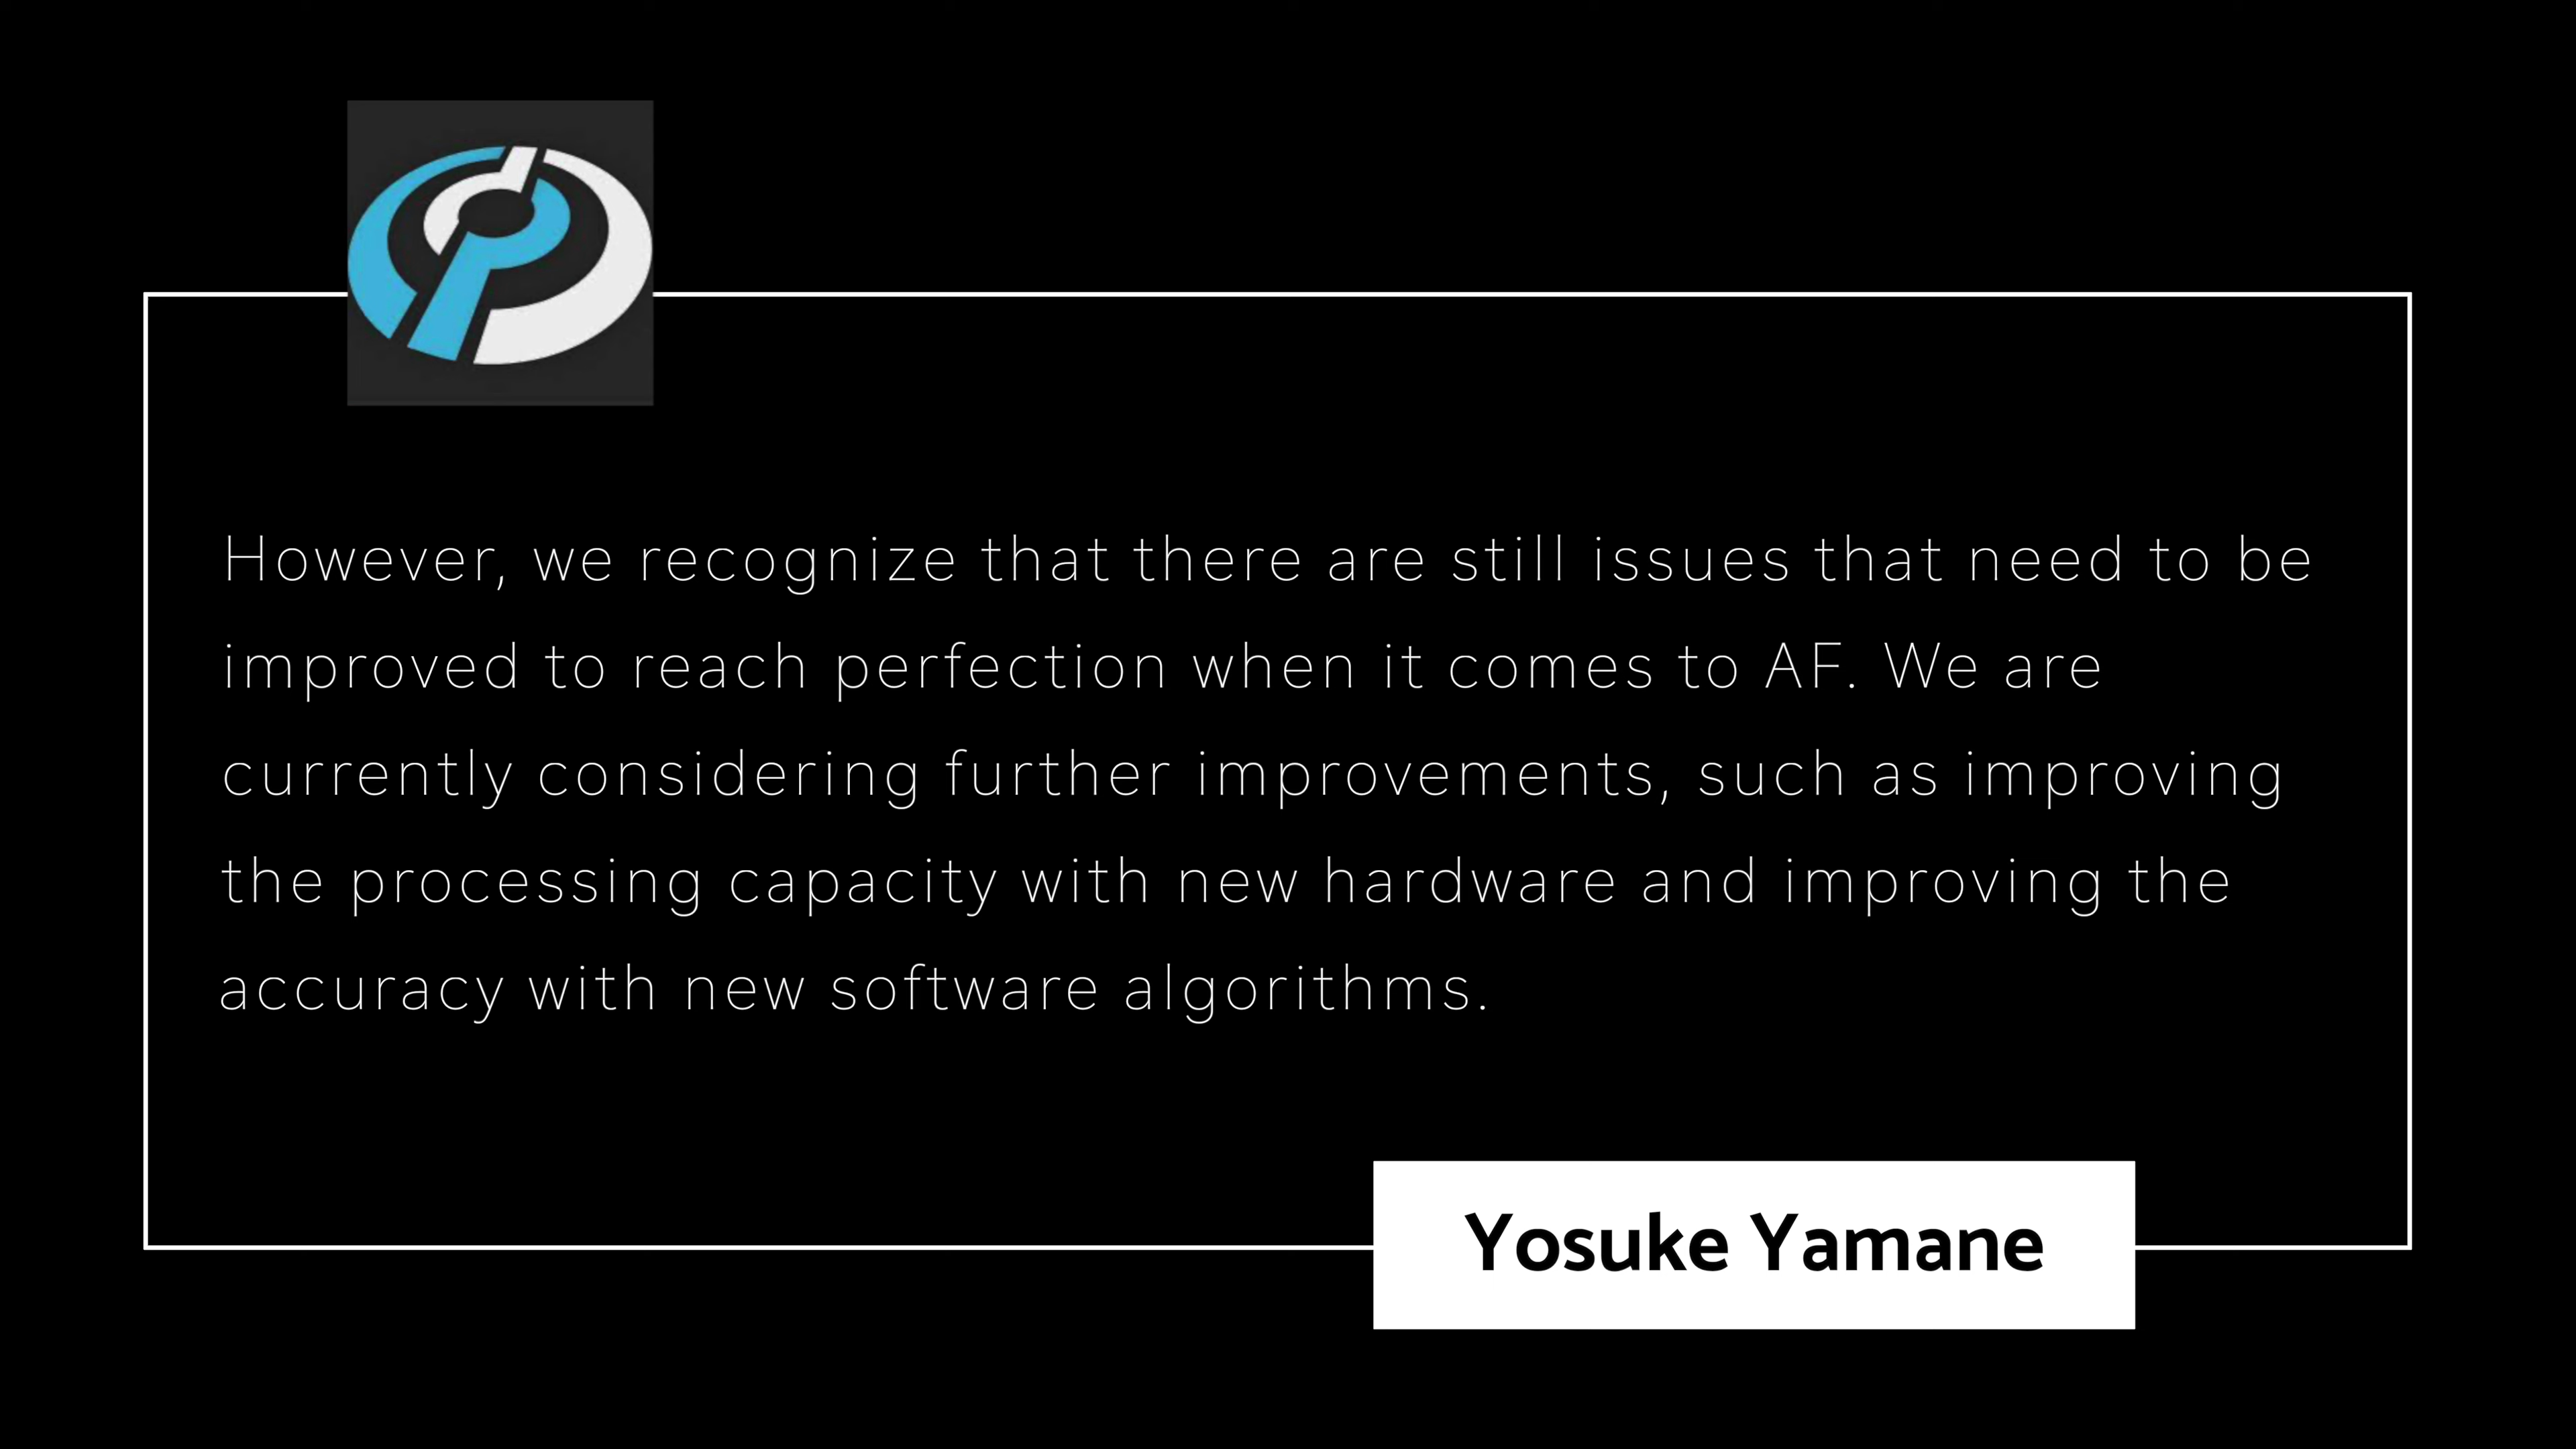 However, we recognize that there are still issues that need to be
improved to reach perfection when it comes to AF. We are
currently considering further improvements, such as improving
the processing capacity with new hardware and improving the
accuracy with new software algorithms.
Yosuke Yamane